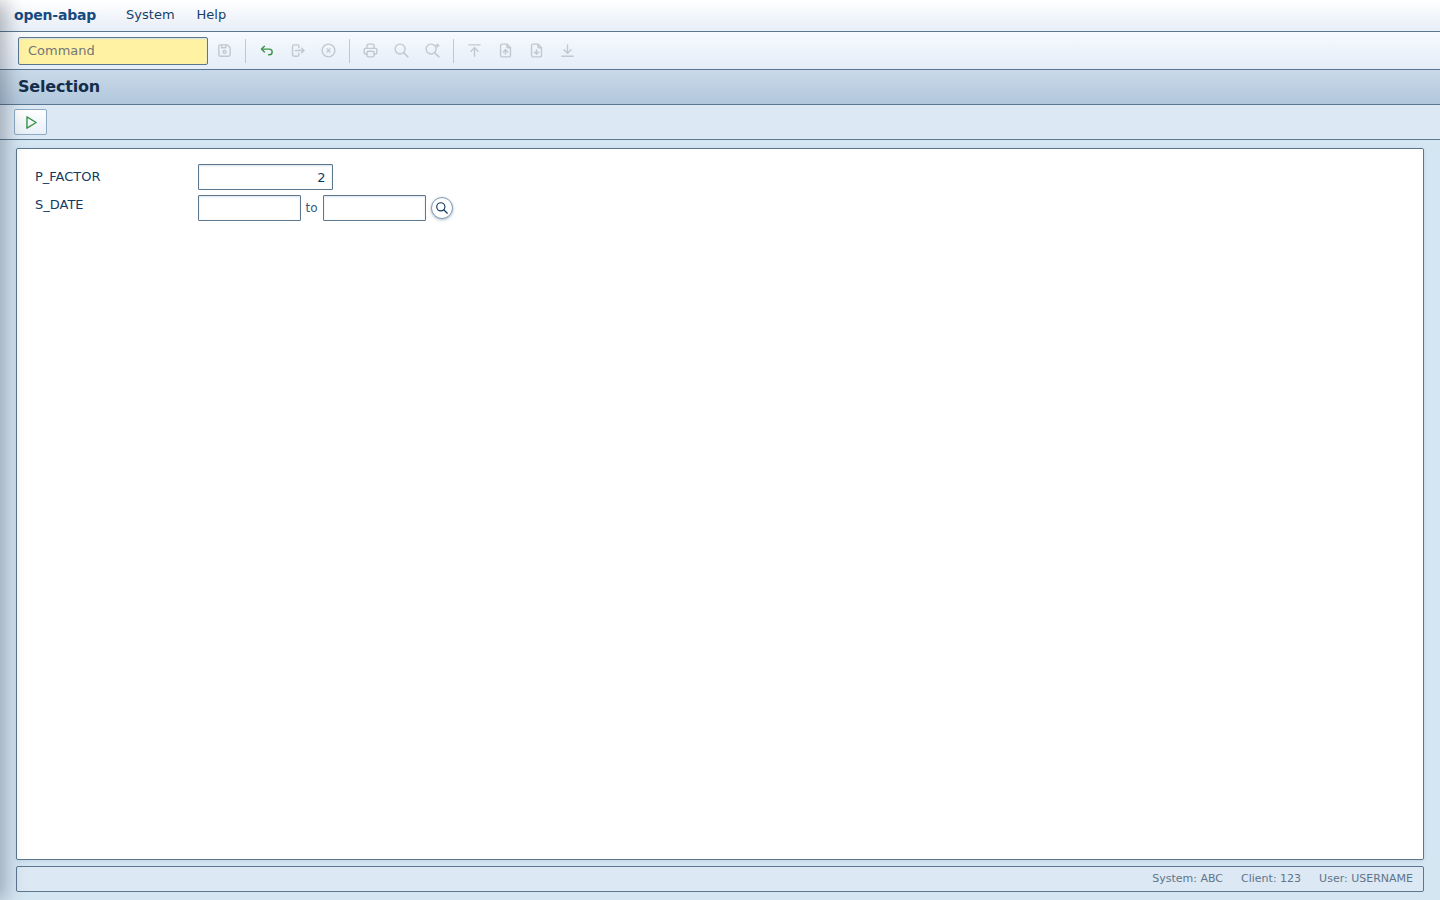 open-abap System Help
Command
Selection
P_FACTOR 2
S_DATE to
System: ABC Client: 123 User: USERNAME